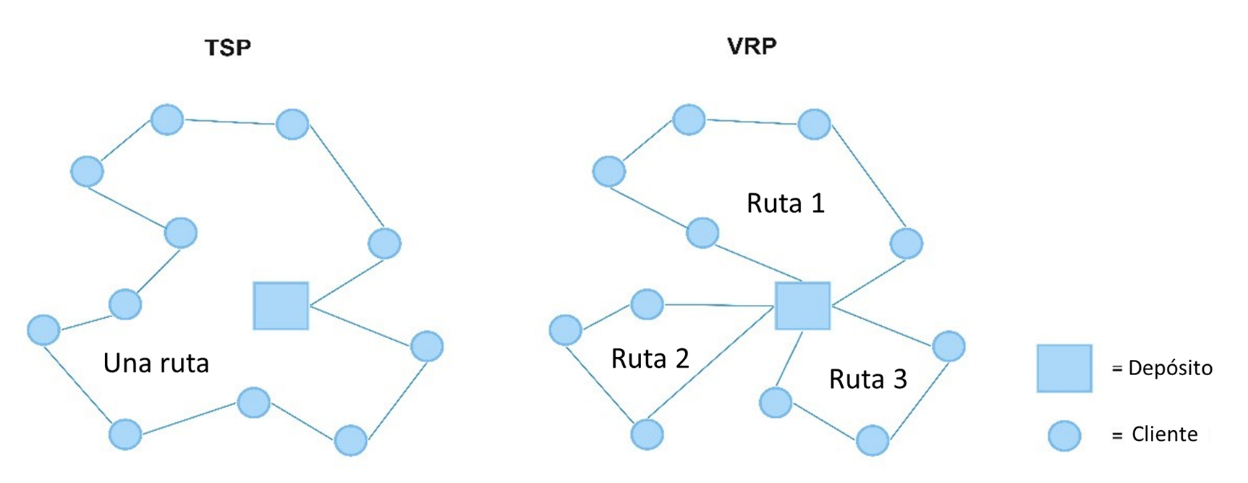 TSP
VRP
Ruta 1
Una ruta
Ruta 2
Ruta 3
= Depósito
= Cliente